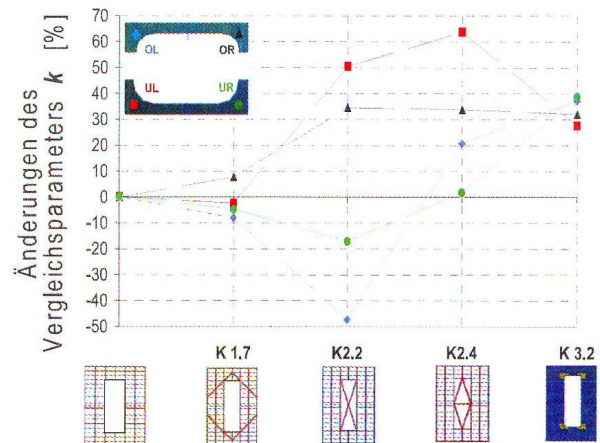 Änderungen des
Vergleichsparameters k [%]
70
60
50
40
30
20
10
0
-10
-20
-30
-40
-50
OL OR
UL UR
K 1.7 K2.2 K2.4 K 3.2